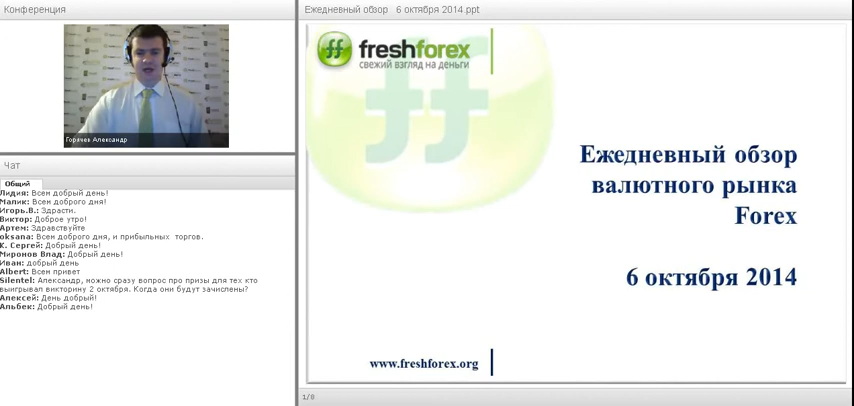 Конференция
Горячев Александр
Чат
Общий
Лидия: Всем добрый день!
Малик: Всем доброго дня!
Игорь.В.: Здрасти.
Виктор: Доброе утро!
Артем: Здравствуйте
oksana: Всем доброго дня, и прибыльных торгов.
К. Сергей: Добрый день!
Миронов Влад: Добрый день!
Иван: добрый день
Albert: Всем привет
Silentel: Александр, можно сразу вопрос про призы для тех кто
выигрывал викторину 2 октября. Когда они будут зачислены?
Алексей: День добрый!
Альбек: Добрый день!
Ежедневный обзор 6 октября 2014.ppt
ff freshforex
свежий взгляд на деньги
ff
Ежедневный обзор
валютного рынка
Forex
6 октября 2014
www.freshforex.org
1/8